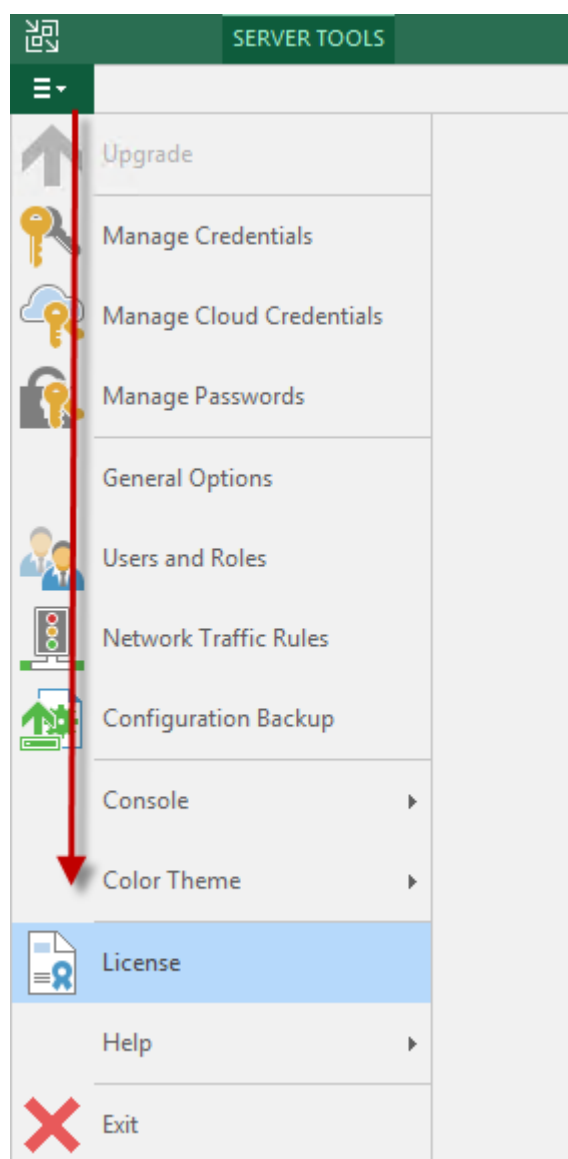 SERVER TOOLS
Upgrade
Manage Credentials
Manage Cloud Credentials
Manage Passwords
General Options
Users and Roles
Network Traffic Rules
Configuration Backup
Console
Color Theme
License
Help
Exit